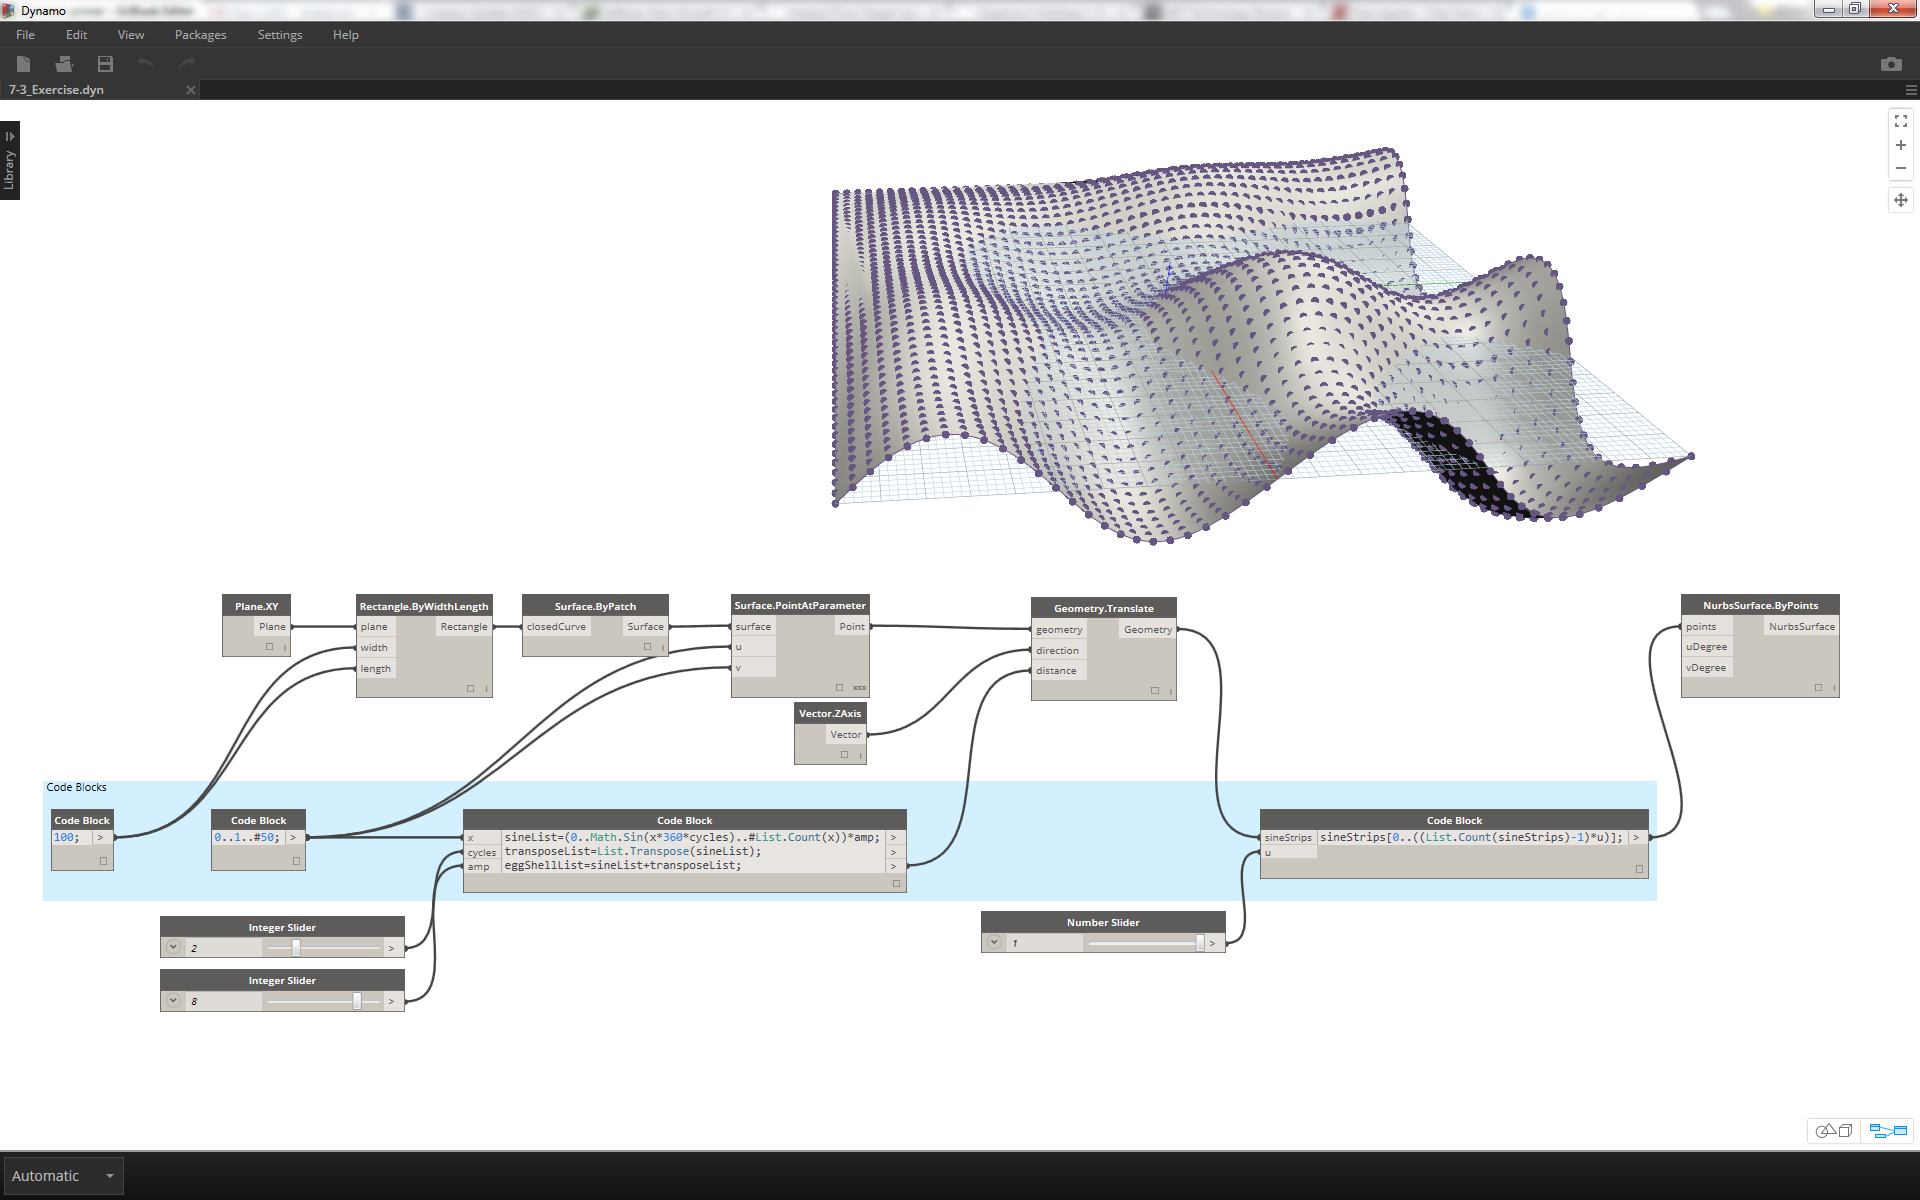 Dynamo
File Edit View Packages Settings Help
7-3_Exercise.dyn
Library
Plane.XY
Plane
Rectangle.ByWidthLength
plane Rectangle
width
length
Surface.ByPatch
closedCurve Surface
Surface.PointAtParameter
surface Point
u
v
xxx
Vector.ZAxis
Vector
Geometry.Translate
geometry Geometry
direction
distance
NurbsSurface.ByPoints
points NurbsSurface
uDegree
vDegree
Code Blocks
Code Block
100; >
Code Block
0..1..#50; >
Code Block
x sineList=(0..Math.Sin(x*360*cycles)..#List.Count(x))*amp; >
cycles transposeList=List.Transpose(sineList); >
amp eggShellList=sineList+transposeList; >
Code Block
sineStrips sineStrips[0..((List.Count(sineStrips)-1)*u)]; >
u
Integer Slider
2 >
Integer Slider
8 >
Number Slider
1 >
Automatic